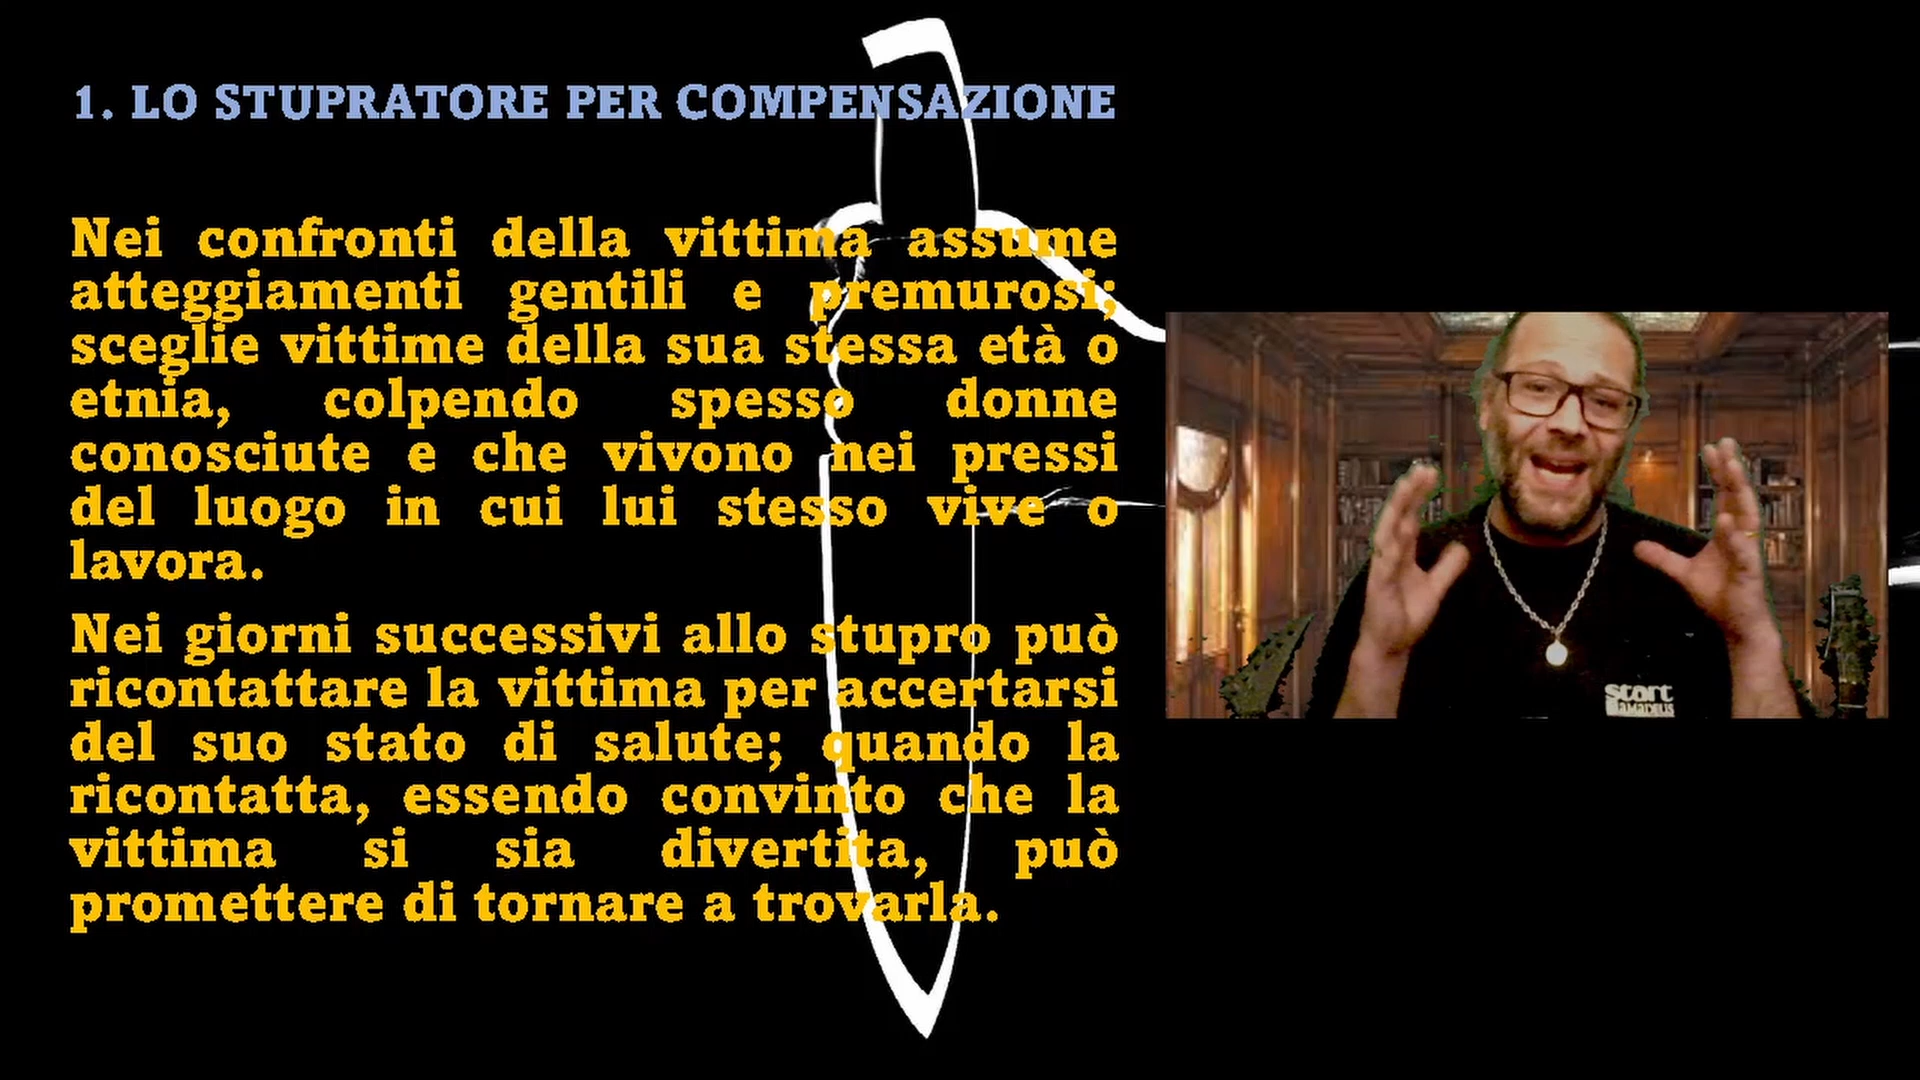 1. LO STUPRATORE PER COMPENSAZIONE
Nei confronti della vittima assume
atteggiamenti gentili e premurosi;
sceglie vittime della sua stessa età o
etnia, colpendo spesso donne
conosciute e che vivono nei pressi
del luogo in cui lui stesso vive o
lavora.
Nei giorni successivi allo stupro può
ricontattare la vittima per accertarsi
del suo stato di salute; quando la
ricontatta, essendo convinto che la
vittima si sia divertita, può
promettere di tornare a trovarla.
start
AMADEUS